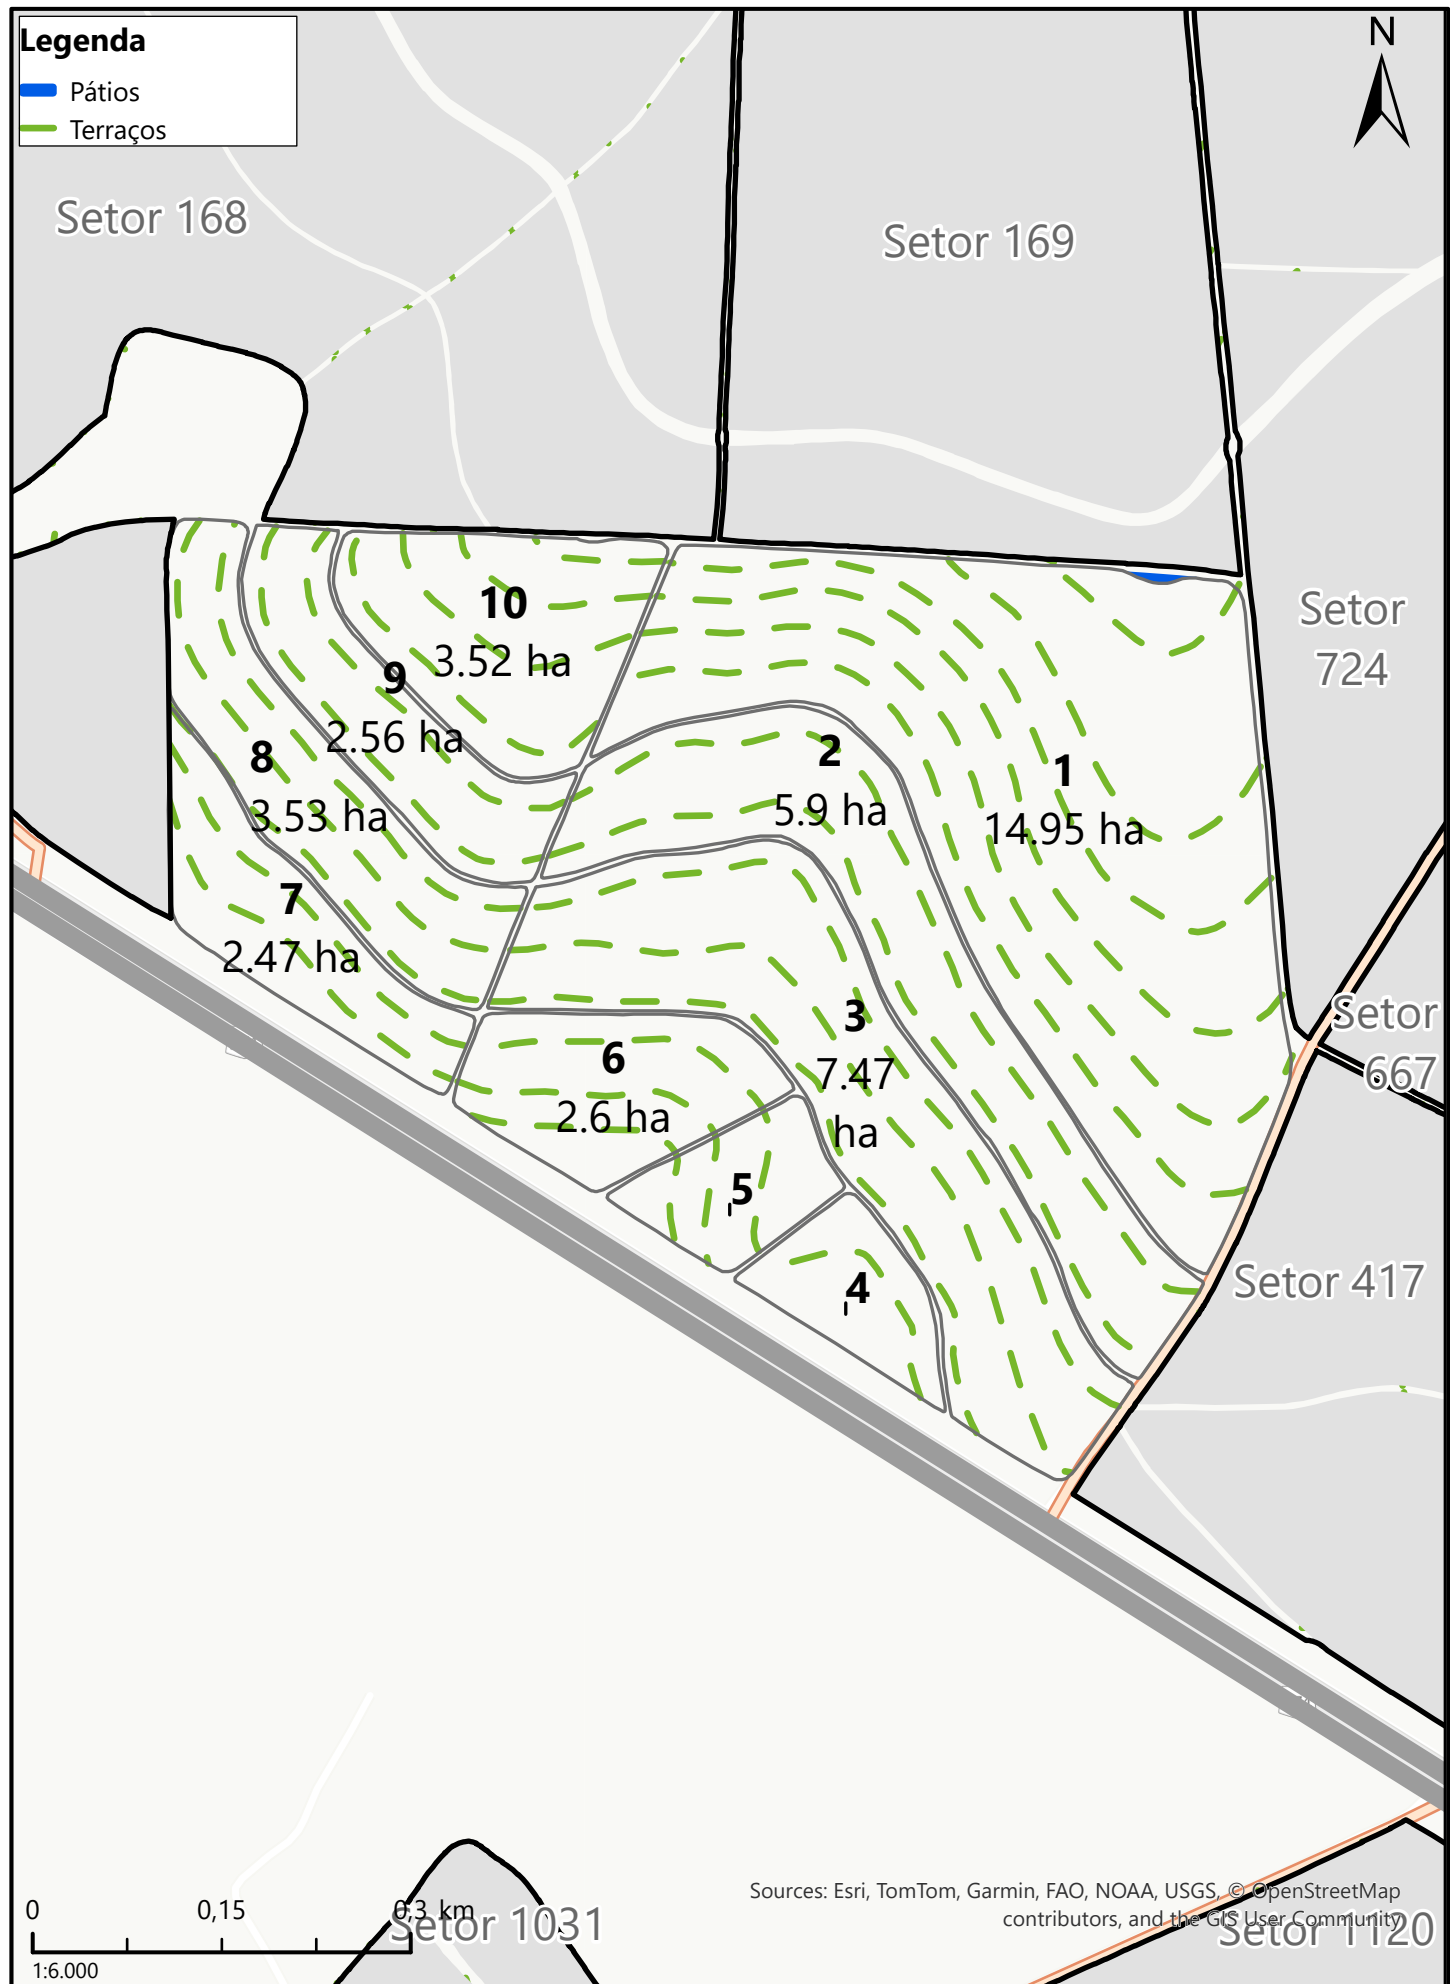 Legenda
Pátios
Terraços
N
Setor 168
Setor 169
Setor
724
10
3.52 ha
9
2.56 ha
8
3.53 ha
2
5.9 ha
1
14.95 ha
7
2.47 ha
3
7.47
ha
6
2.6 ha
5
4
Setor
667
Setor 417
Sources: Esri, TomTom, Garmin, FAO, NOAA, USGS, © OpenStreetMap
contributors, and the GIS User Community
Setor 1031
Setor 1120
0 0,15 0,3 km
1:6.000